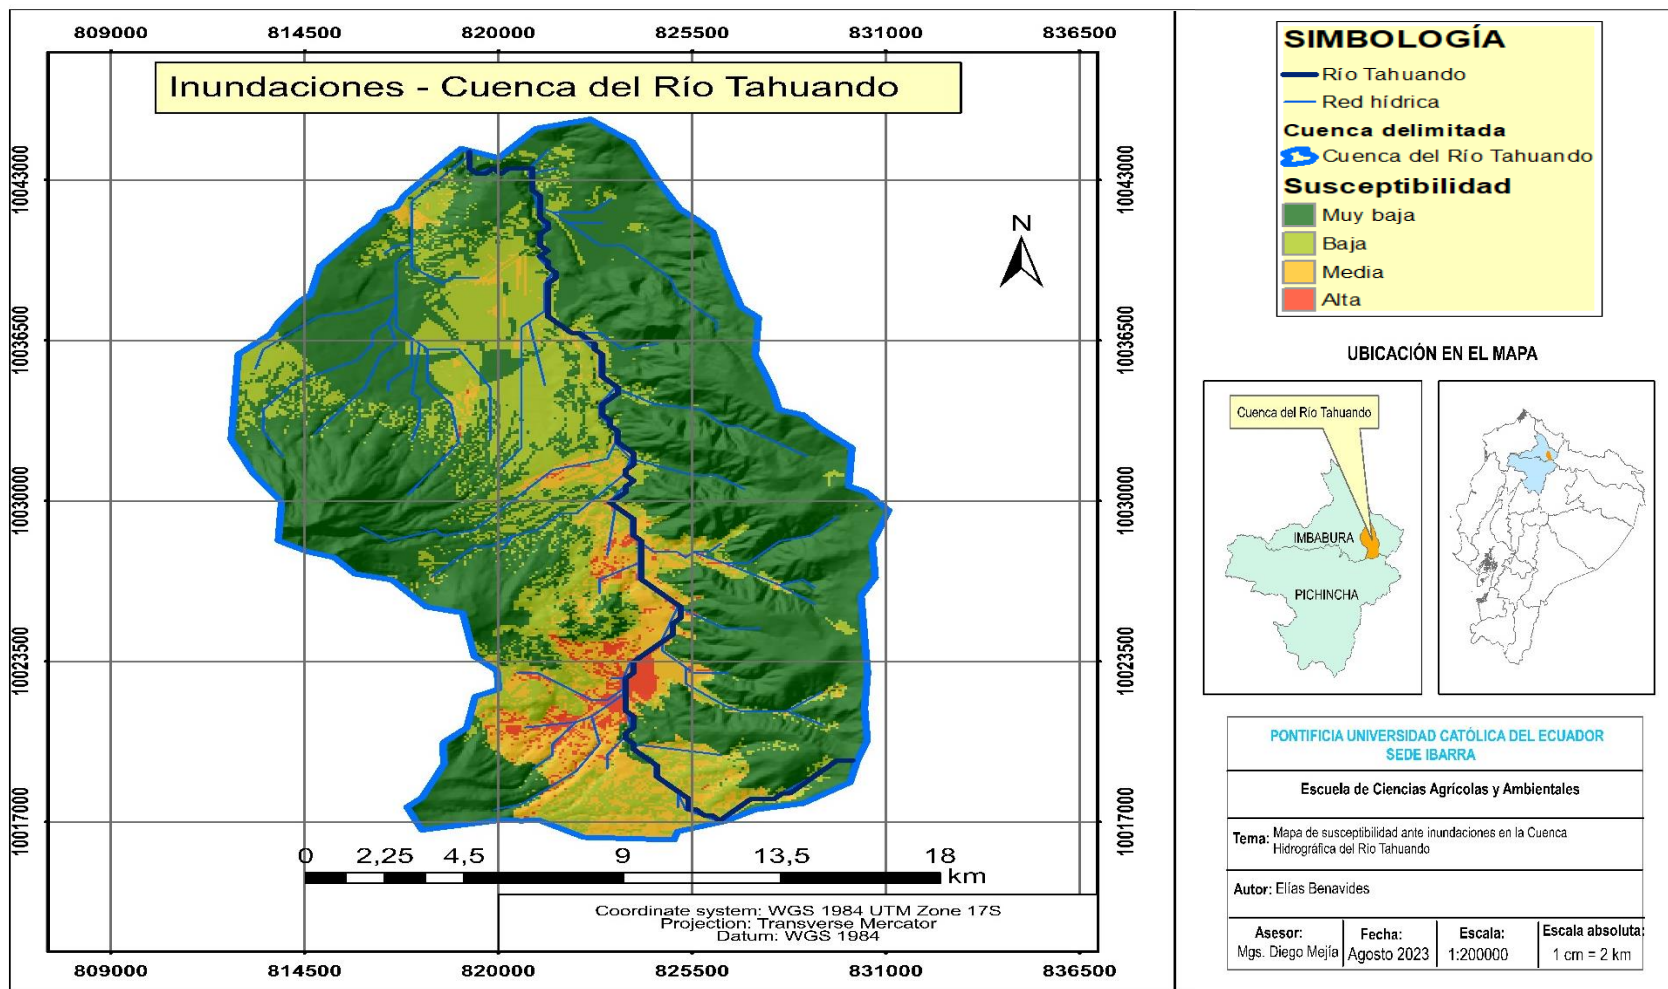 809000 814500 820000 825500 831000 836500
Inundaciones - Cuenca del Río Tahuando
10043000
10036500
10030000
10023500
10017000
10043000
10036500
10030000
10023500
10017000
N
0 2,25 4,5 9 13,5 18
km
Coordinate system: WGS 1984 UTM Zone 17S
Projection: Transverse Mercator
Datum: WGS 1984
809000 814500 820000 825500 831000 836500
SIMBOLOGÍA
Río Tahuando
Red hídrica
Cuenca delimitada
Cuenca del Río Tahuando
Susceptibilidad
Muy baja
Baja
Media
Alta
UBICACIÓN EN EL MAPA
Cuenca del Río Tahuando
IMBABURA
PICHINCHA
PONTIFICIA UNIVERSIDAD CATÓLICA DEL ECUADOR
SEDE IBARRA
Escuela de Ciencias Agrícolas y Ambientales
Tema: Mapa de susceptibilidad ante inundaciones en la Cuenca
Hidrográfica del Río Tahuando
Autor: Elías Benavides
Asesor:
Mgs. Diego Mejía
Fecha:
Agosto 2023
Escala:
1:200000
Escala absoluta:
1 cm = 2 km